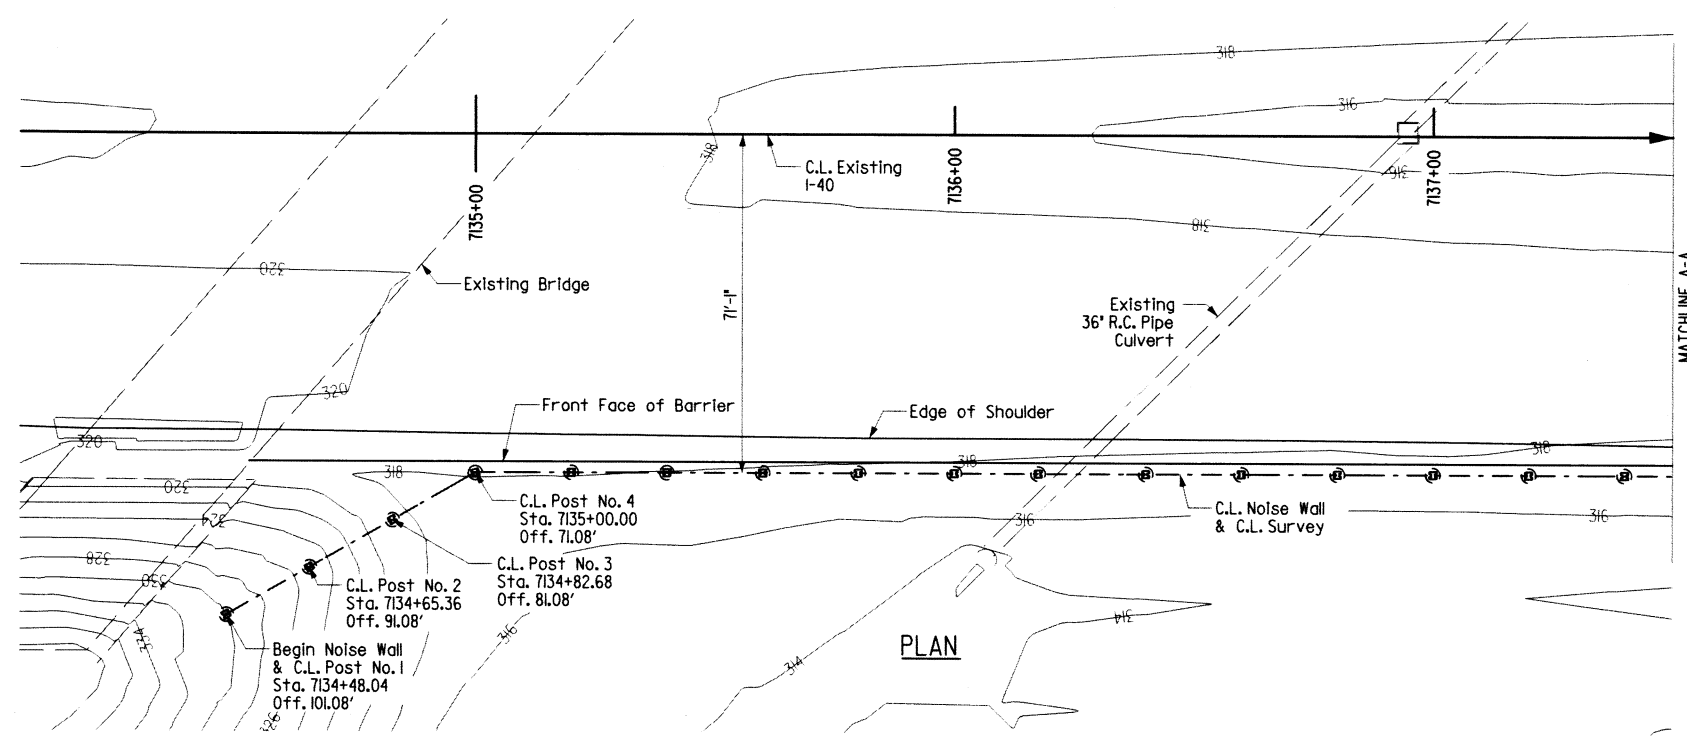 318
316
318
C.L. Existing
I-40
7135+00
7136+00
7137+00
316
318
320
Existing Bridge
71'-1"
Existing
36" R.C. Pipe
Culvert
MATCHLINE A-A
320
Front Face of Barrier
Edge of Shoulder
320
318
318
318
320
C.L. Post No. 4
Sta. 7135+00.00
Off. 71.08'
C.L. Noise Wall
& C.L. Survey
316
316
324
328
330
C.L. Post No. 3
Sta. 7134+82.68
Off. 81.08'
C.L. Post No. 2
Sta. 7134+65.36
Off. 91.08'
314
316
334
PLAN
Begin Noise Wall
& C.L. Post No. 1
Sta. 7134+48.04
Off. 101.08'
314
326